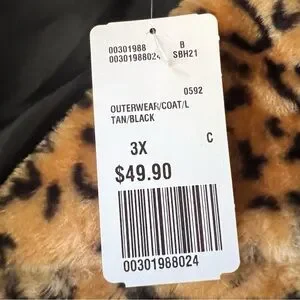 00301988 B
00301988024 SBH21
0592
OUTERWEAR/COAT/L
TAN/BLACK
3X C
$49.90
00301988024